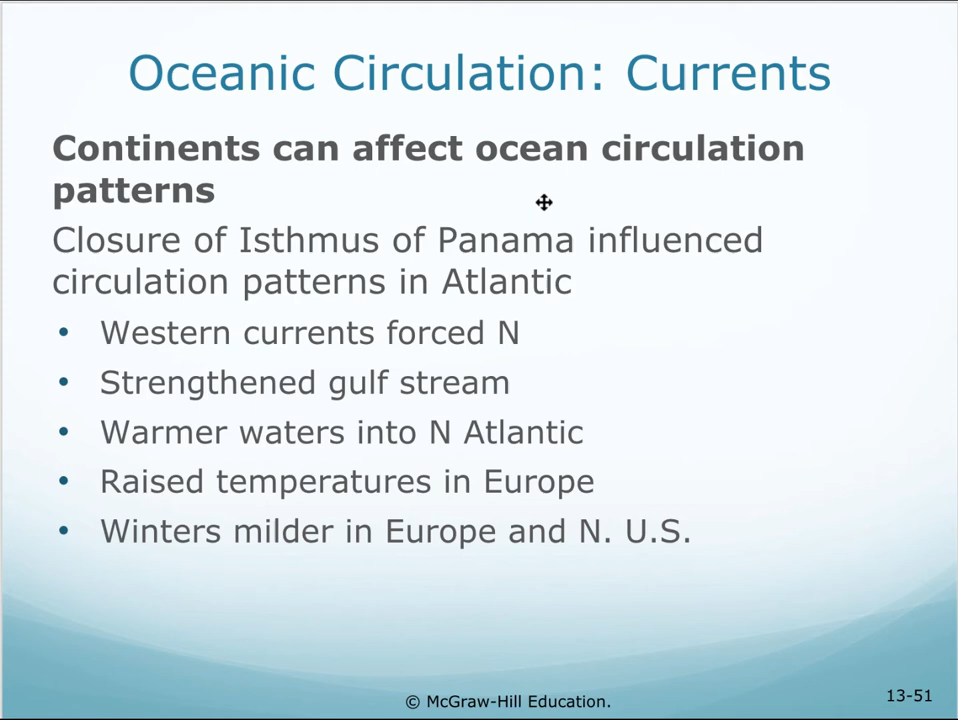 Oceanic Circulation: Currents
Continents can affect ocean circulation
patterns
Closure of Isthmus of Panama influenced
circulation patterns in Atlantic
• Western currents forced N
• Strengthened gulf stream
• Warmer waters into N Atlantic
• Raised temperatures in Europe
• Winters milder in Europe and N. U.S.
© McGraw-Hill Education.
13-51